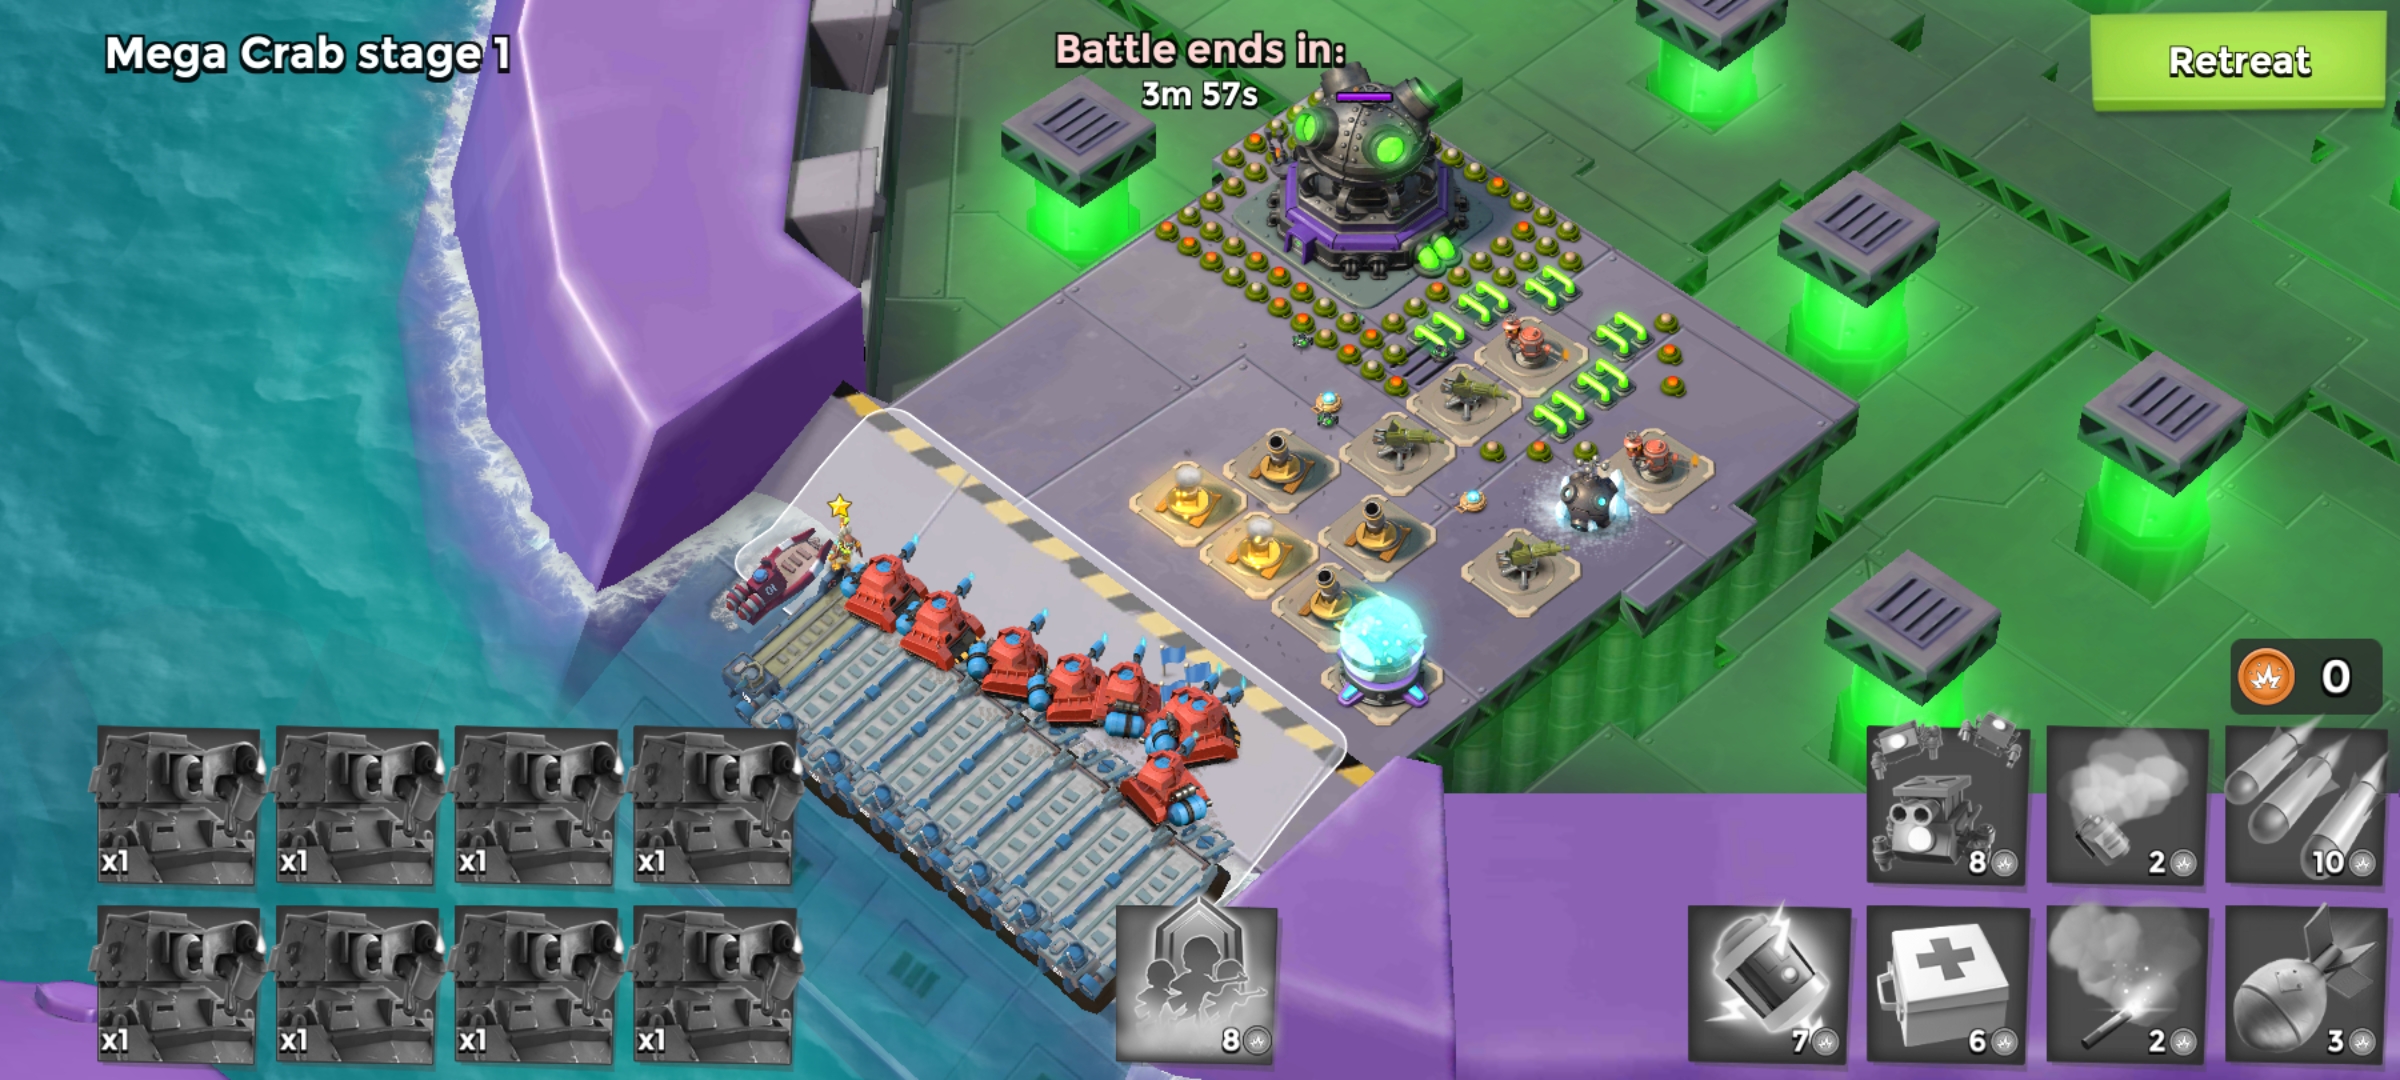 Mega Crab stage 1
Battle ends in:
3m 57s
Retreat
0
x1
x1
x1
x1
8
2
10
x1
x1
x1
x1
8
7
6
2
3